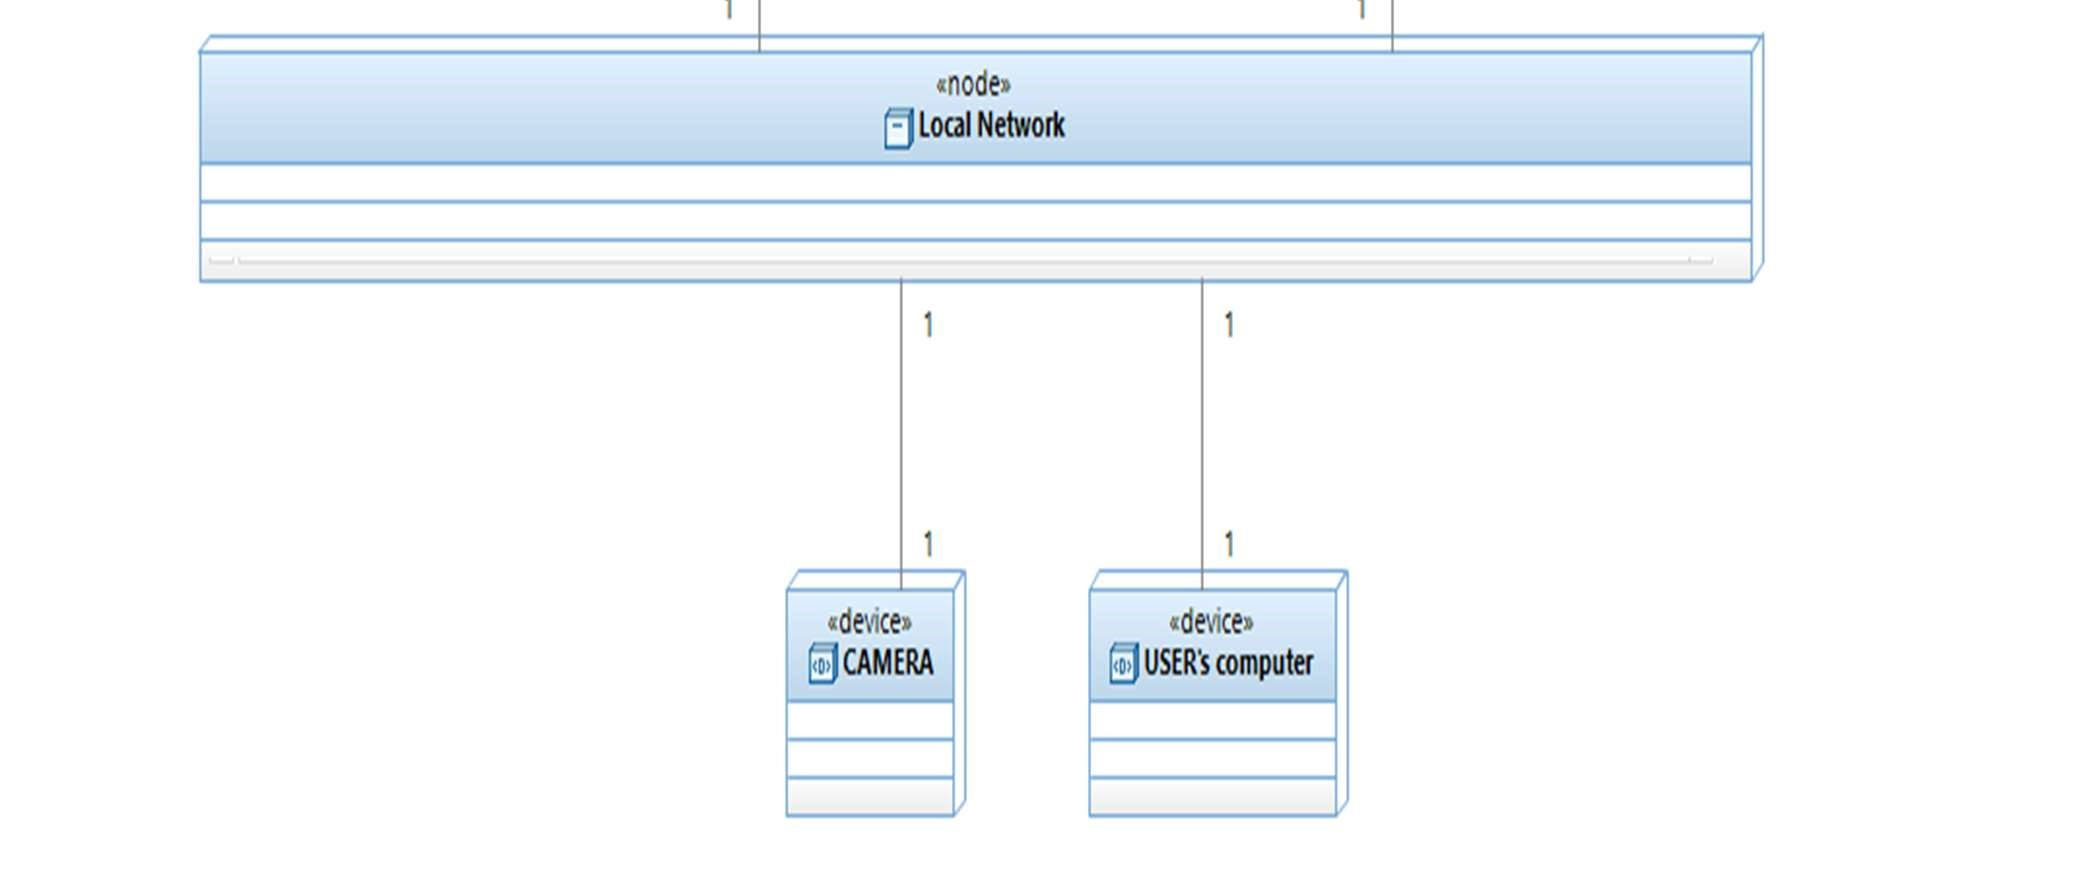 1 1
«node»
Local Network
1 1
1 1
«device» «device»
CAMERA USER's computer